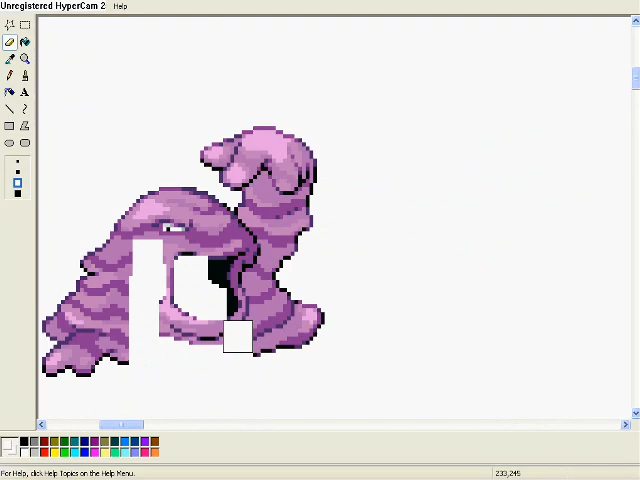 Unregistered HyperCam 2 Help
A
For Help, click Help Topics on the Help Menu.
233,245